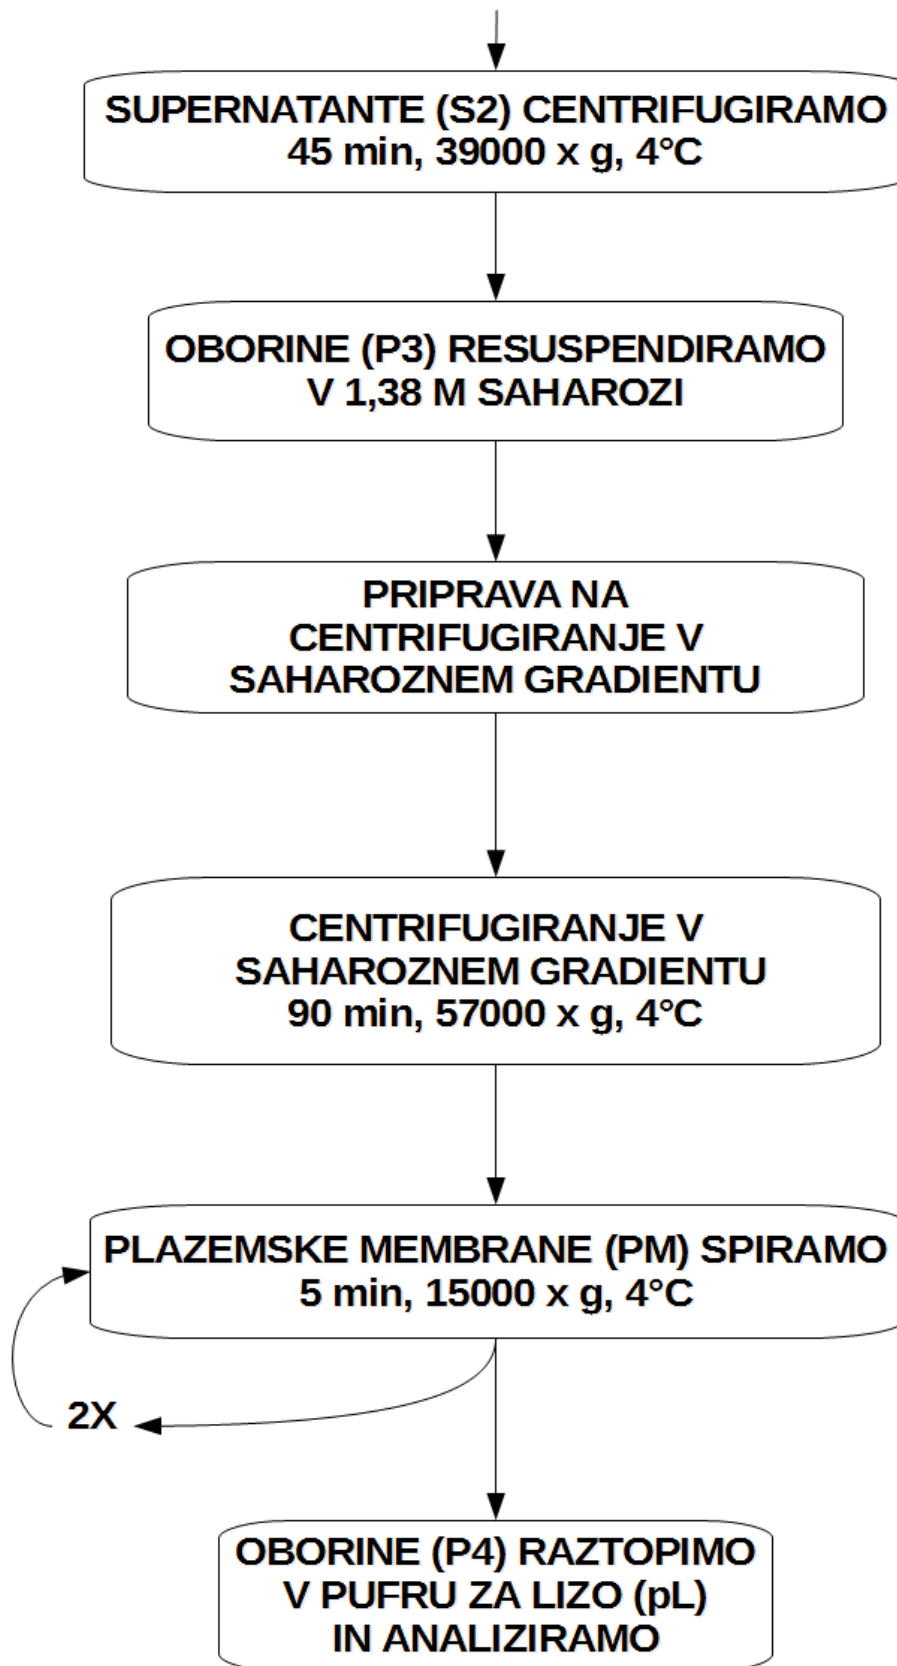 SUPERNATANTE (S2) CENTRIFUGIRAMO
45 min, 39000 x g, 4°C
OBORINE (P3) RESUSPENDIRAMO
V 1,38 M SAHAROZI
PRIPRAVA NA
CENTRIFUGIRANJE V
SAHAROZNEM GRADIENTU
CENTRIFUGIRANJE V
SAHAROZNEM GRADIENTU
90 min, 57000 x g, 4°C
PLAZEMSKE MEMBRANE (PM) SPIRAMO
5 min, 15000 x g, 4°C
2X
OBORINE (P4) RAZTOPIMO
V PUFRU ZA LIZO (pL)
IN ANALIZIRAMO